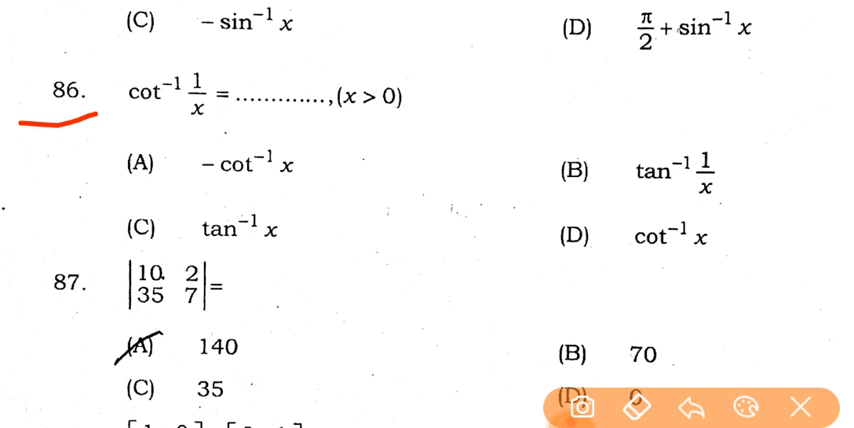 (C) − sin⁻¹ x (D) π/2 + sin⁻¹ x
86. cot⁻¹ 1/x = ............., (x > 0)
(A) − cot⁻¹ x (B) tan⁻¹ 1/x
(C) tan⁻¹ x (D) cot⁻¹ x
87. |10 2|
|35 7| =
(A) 140 (B) 70
(C) 35 (D)